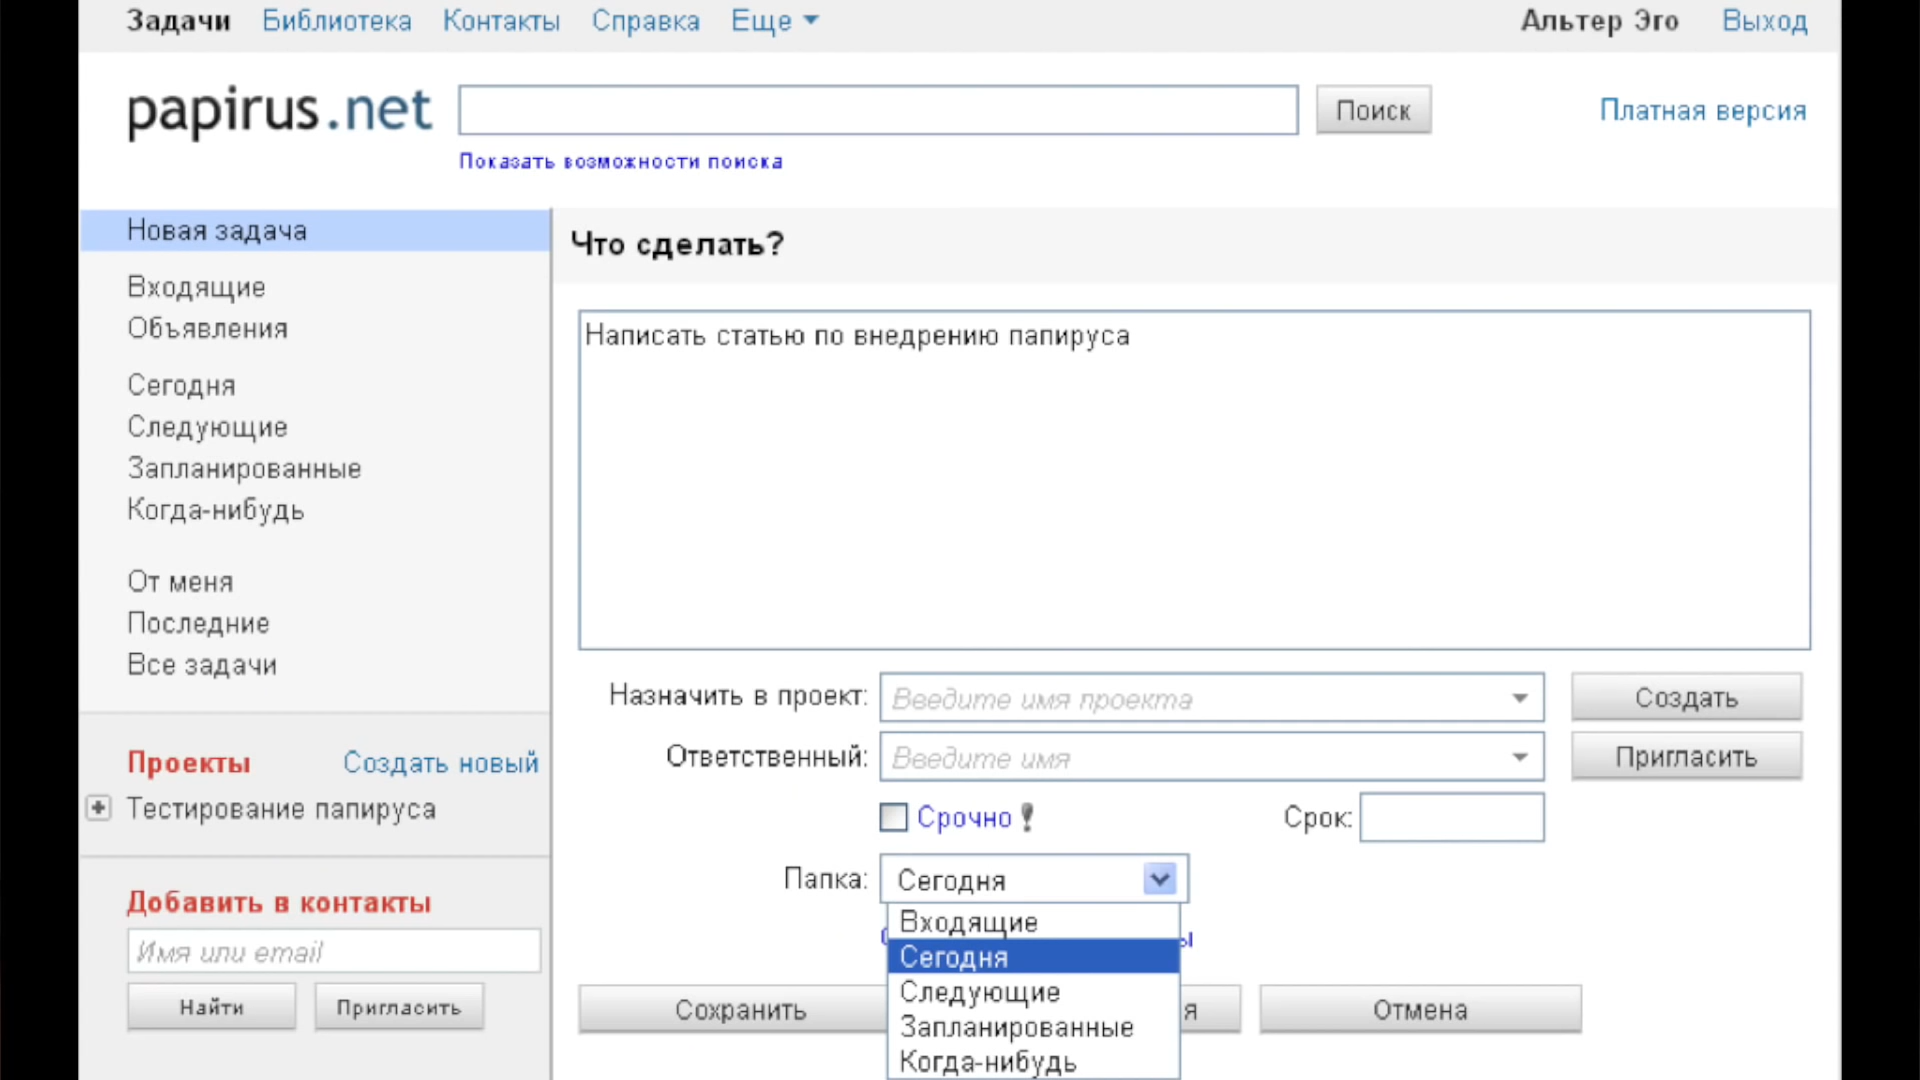 Задачи Библиотека Контакты Справка Еще Альтер Эго Выход
papirus.net Поиск Платная версия
Показать возможности поиска
Новая задача
Входящие
Объявления
Сегодня
Следующие
Запланированные
Когда-нибудь
От меня
Последние
Все задачи
Проекты Создать новый
Тестирование папируса
Добавить в контакты
Имя или email
Найти Пригласить
Что сделать?
Написать статью по внедрению папируса
Назначить в проект: Введите имя проекта Создать
Ответственный: Введите имя Пригласить
Срочно Срок:
Папка: Сегодня
Входящие
Сегодня
Следующие
Запланированные
Когда-нибудь
Сохранить Отмена